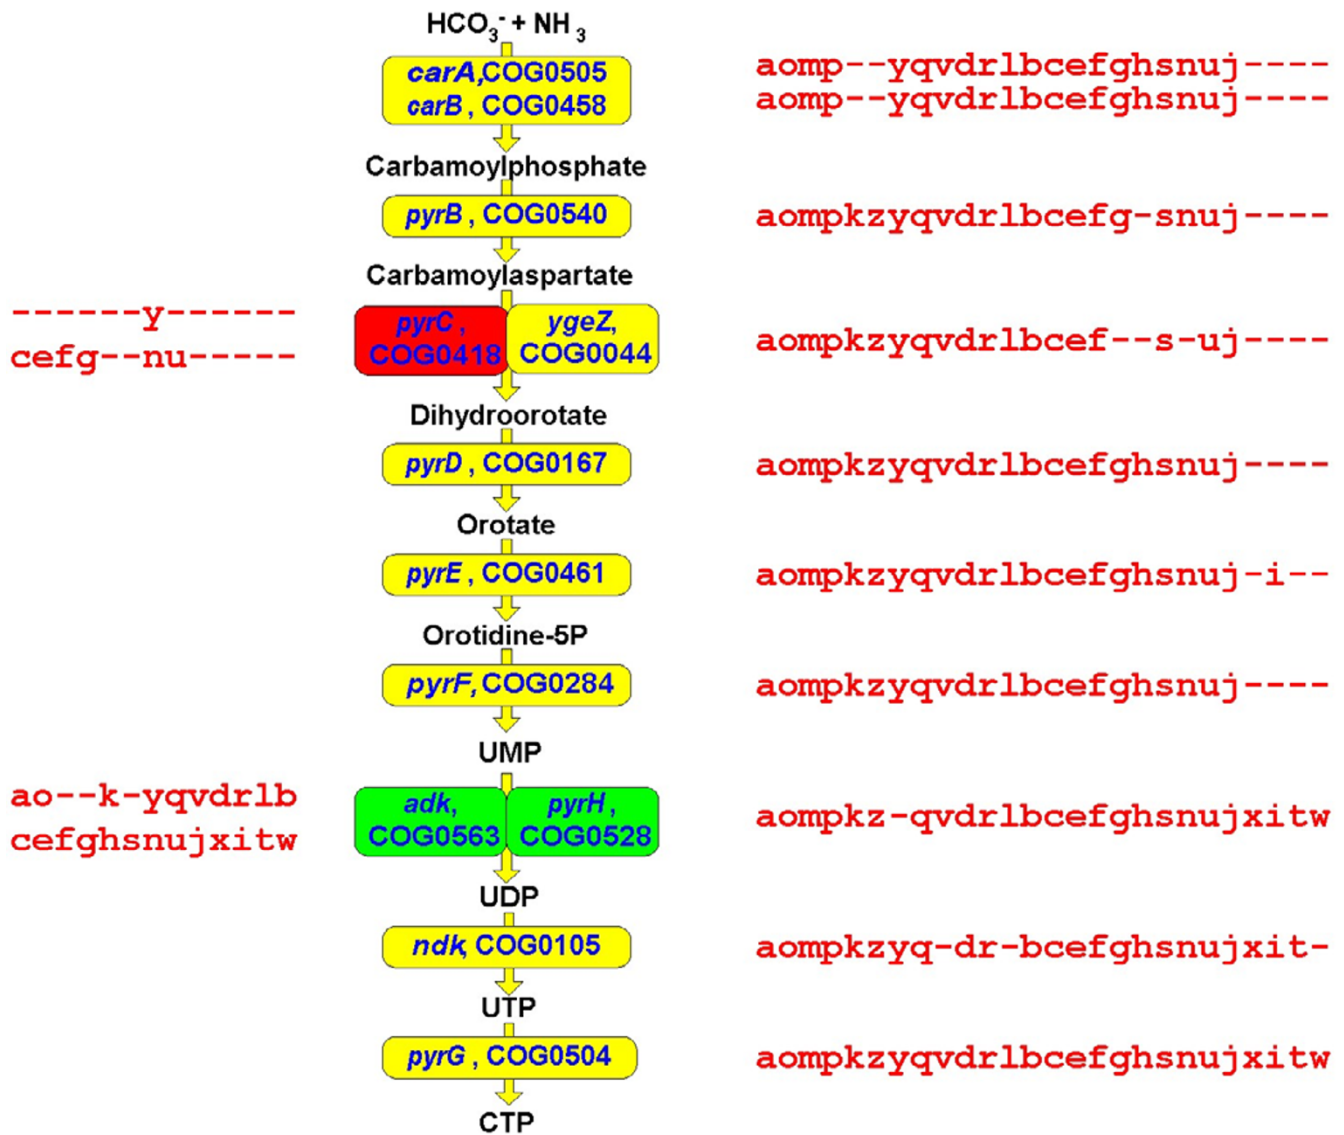 HCO₃⁻ + NH₃
carA,COG0505
carB , COG0458
aomp--yqvdrlbcefghsnuj----
aomp--yqvdrlbcefghsnuj----
Carbamoylphosphate
pyrB , COG0540
aompkzyqvdrlbcefg-snuj----
Carbamoylaspartate
------y------
cefg--nu-----
pyrC ,
COG0418
ygeZ,
COG0044
aompkzyqvdrlbcef--s-uj----
Dihydroorotate
pyrD , COG0167
aompkzyqvdrlbcefghsnuj----
Orotate
pyrE , COG0461
aompkzyqvdrlbcefghsnuj-i--
Orotidine-5P
pyrF,COG0284
aompkzyqvdrlbcefghsnuj----
UMP
ao--k-yqvdrlb
cefghsnujxitw
adk,
COG0563
pyrH ,
COG0528
aompkz-qvdrlbcefghsnujxitw
UDP
ndk, COG0105
aompkzyq-dr-bcefghsnujxit-
UTP
pyrG , COG0504
aompkzyqvdrlbcefghsnujxitw
CTP